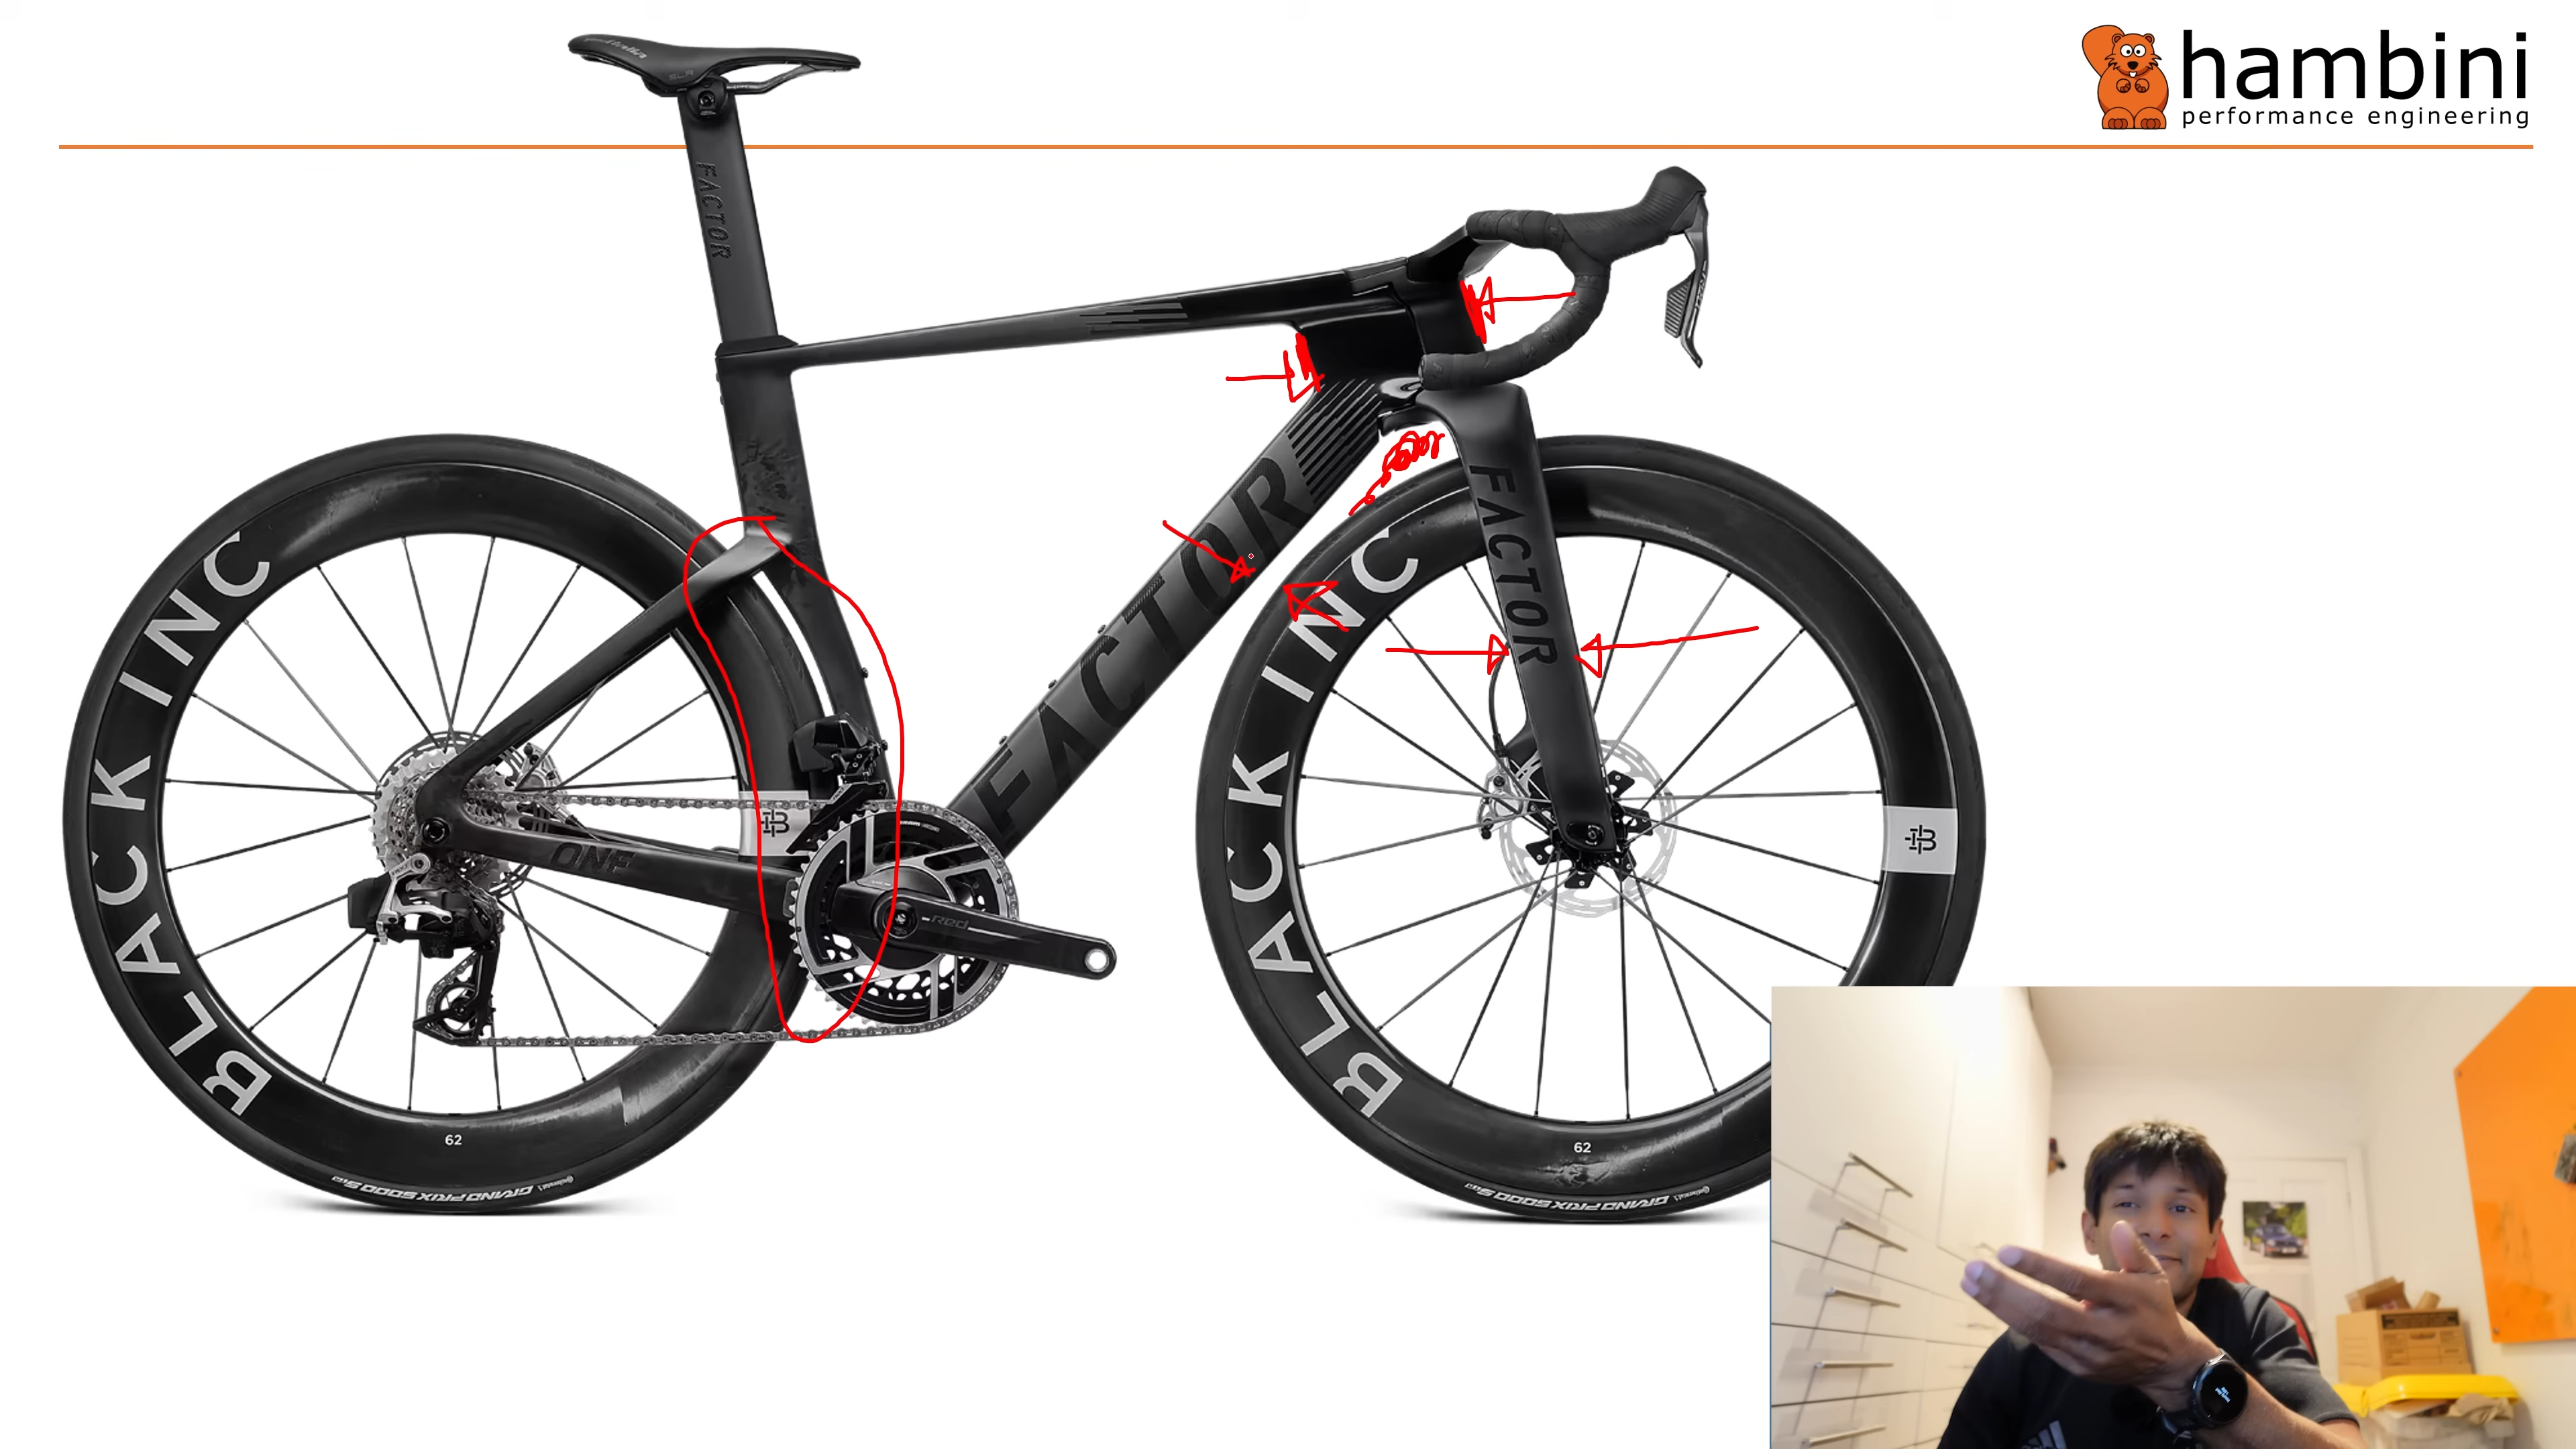 hambini
performance engineering
SLR
FACTOR
FACTOR
FACTOR
BLACK INC
BLACK INC
ONE
Red
62
62
GRAND PRIX 5000 S
GRAND PRIX 5000 S